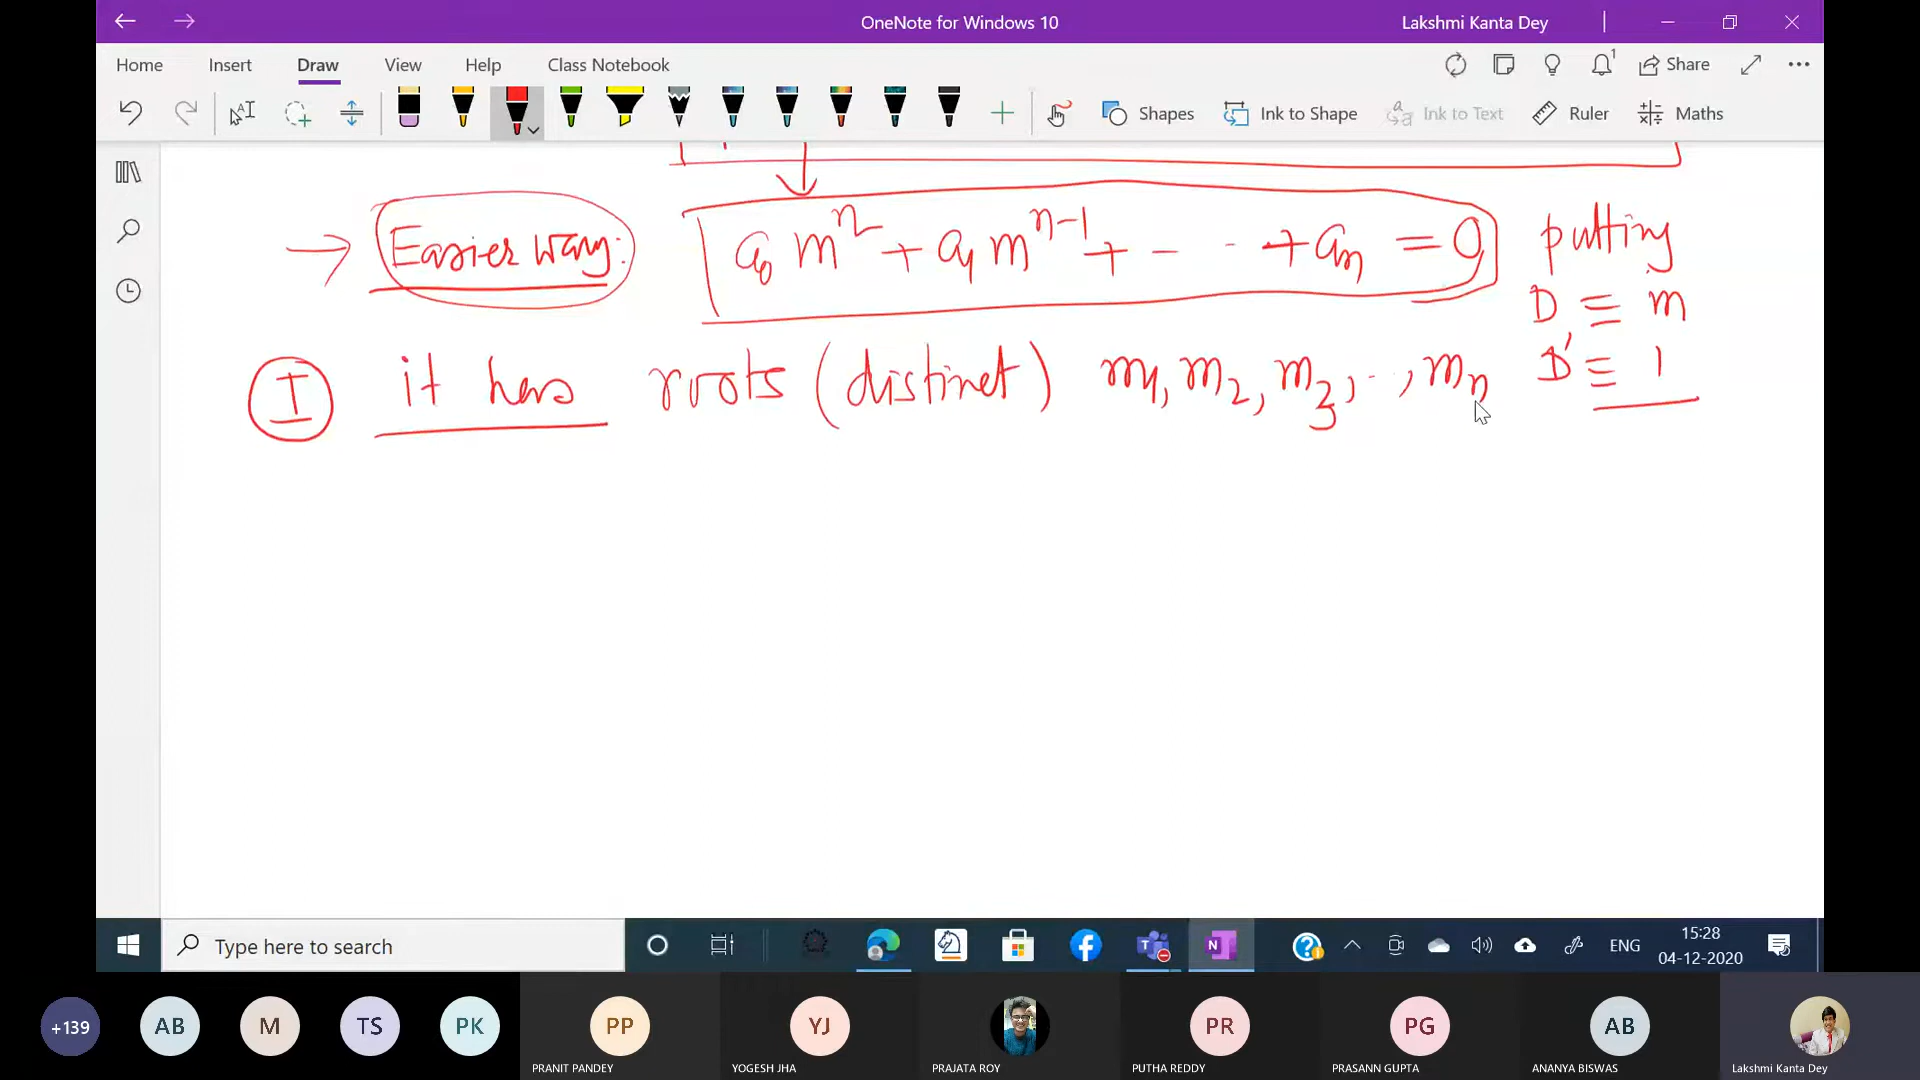 OneNote for Windows 10
Lakshmi Kanta Dey
Home Insert Draw View Help Class Notebook
1
Share
Shapes Ink to Shape Ink to Text Ruler Maths
→ Easier way: a₀ mⁿ + a₁ mⁿ⁻¹ + - - - + aₙ = 0 putting
D ≡ m
D' ≡ 1
I it has roots (distinct) m₁, m₂, m₃, .., mₙ
Type here to search
ENG
15:28
04-12-2020
+139 AB M TS PK PP YJ PR PG AB
PRANIT PANDEY YOGESH JHA PRAJATA ROY PUTHA REDDY PRASANN GUPTA ANANYA BISWAS Lakshmi Kanta Dey